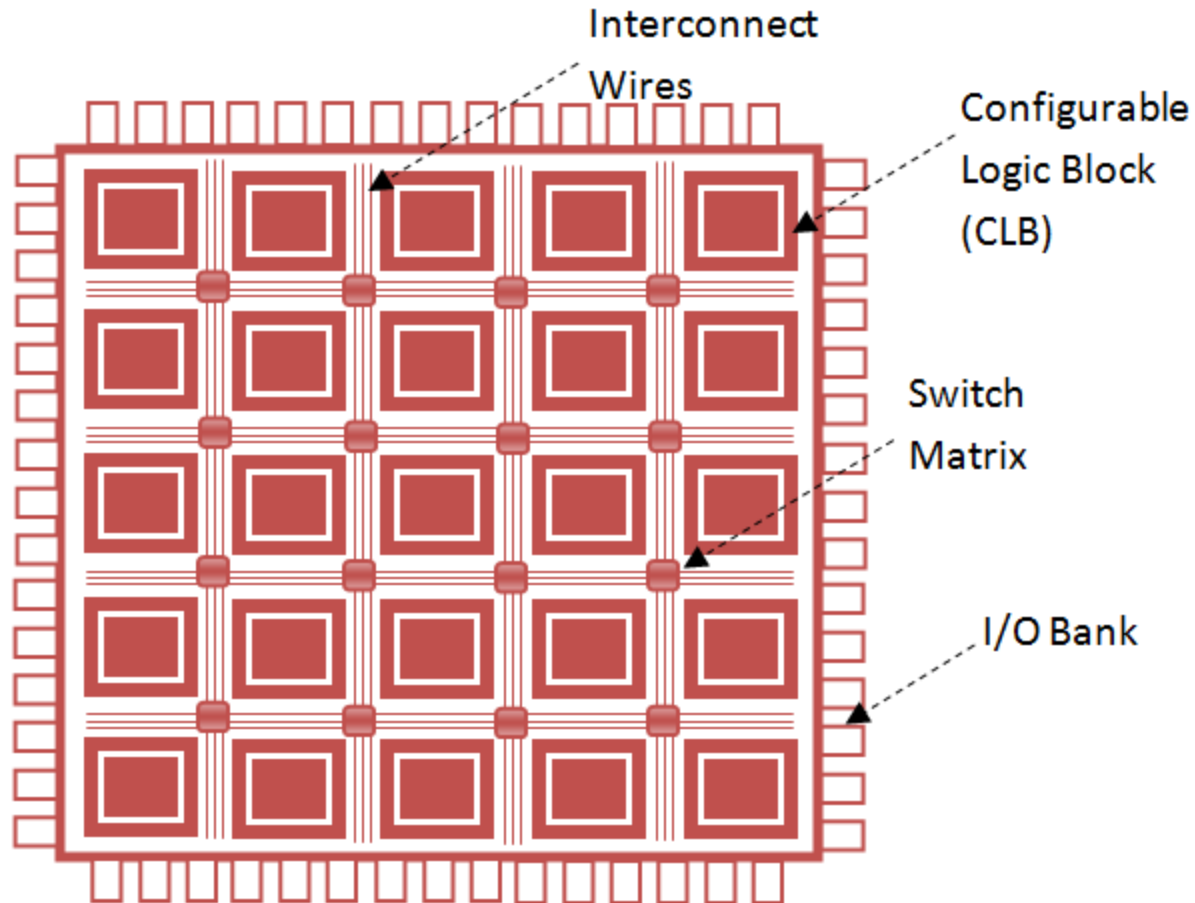 Interconnect
Wires
Configurable
Logic Block
(CLB)
Switch
Matrix
I/O Bank